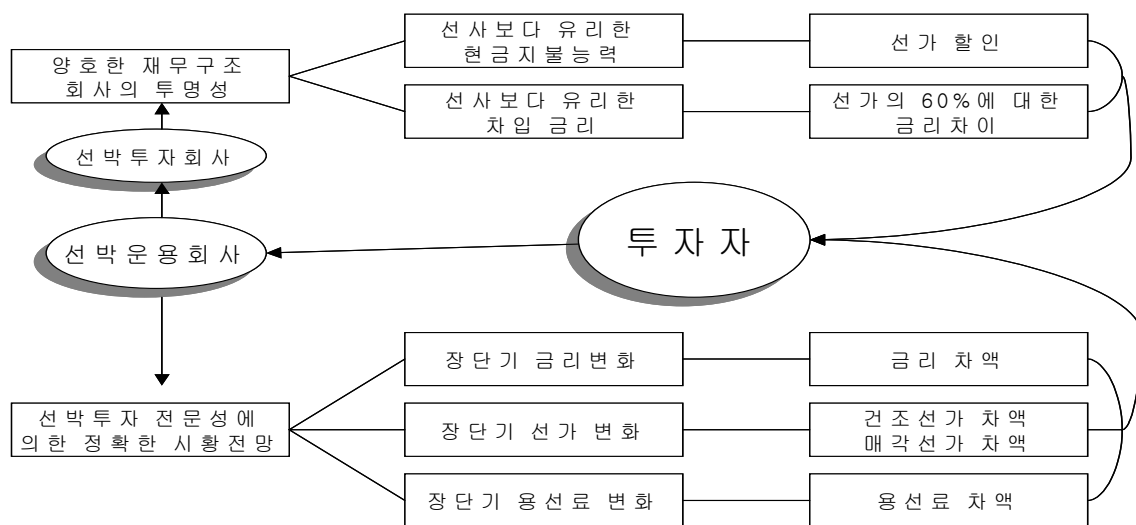 선사보다 유리한
현금지불능력
선가 할인
양호한 재무구조
회사의 투명성
선사보다 유리한
차입 금리
선가의 60%에 대한
금리차이
선박투자회사
투자자
선박운용회사
장단기 금리변화
금리 차액
선박투자 전문성에
의한 정확한 시황전망
장단기 선가 변화
건조선가 차액
매각선가 차액
장단기 용선료 변화
용선료 차액